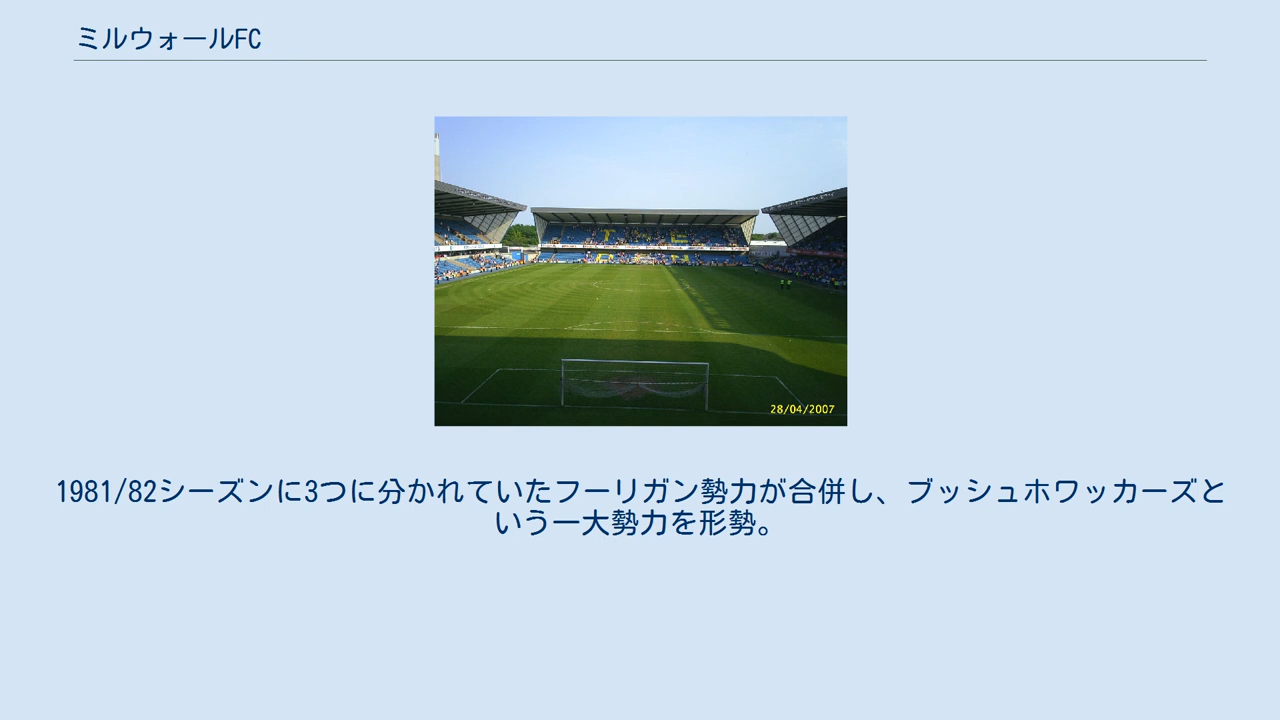 ミルウォールFC
28/04/2007
1981/82シーズンに3つに分かれていたフーリガン勢力が合併し、ブッシュホワッカーズと
いう一大勢力を形勢。